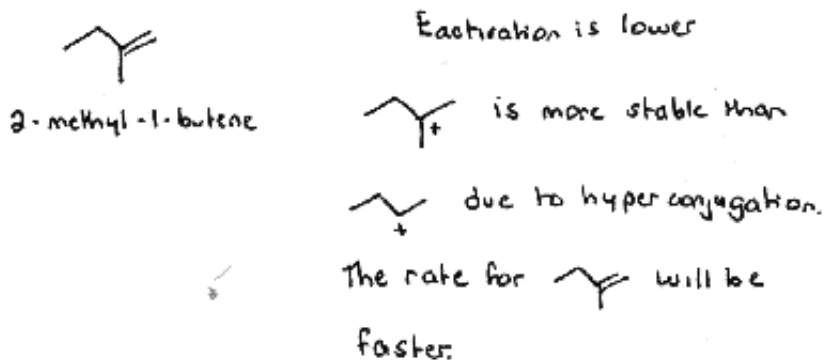 Eactivation is lower
2-methyl-1-butene
+ is more stable than
+ due to hyperconjugation.
The rate for will be
faster.